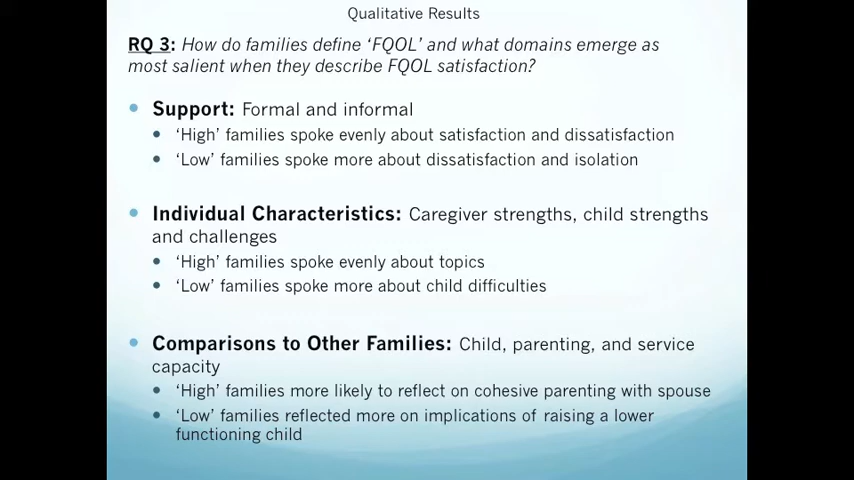 Qualitative Results
RQ 3: How do families define ‘FQOL’ and what domains emerge as
most salient when they describe FQOL satisfaction?
• Support: Formal and informal
• ‘High’ families spoke evenly about satisfaction and dissatisfaction
• ‘Low’ families spoke more about dissatisfaction and isolation
• Individual Characteristics: Caregiver strengths, child strengths
and challenges
• ‘High’ families spoke evenly about topics
• ‘Low’ families spoke more about child difficulties
• Comparisons to Other Families: Child, parenting, and service
capacity
• ‘High’ families more likely to reflect on cohesive parenting with spouse
• ‘Low’ families reflected more on implications of raising a lower
functioning child